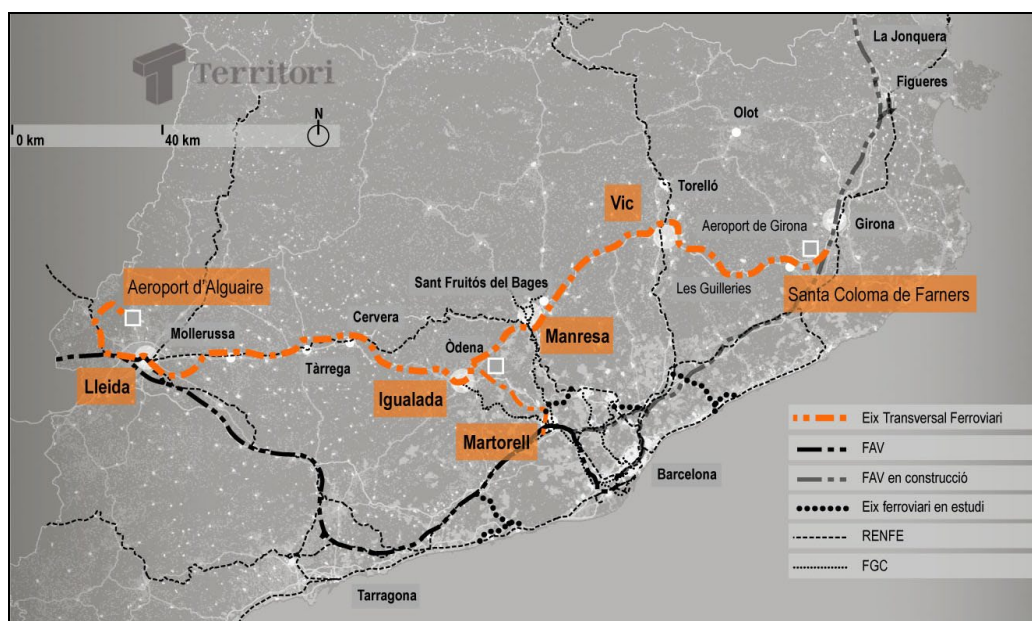 La Jonquera
Figueres
Territori
N
0 km
40 km
Olot
Torelló
Vic
Aeroport de Girona
Girona
Aeroport d'Alguaire
Sant Fruitós del Bages
Les Guilleries
Santa Coloma de Farners
Cervera
Mollerussa
Manresa
Òdena
Tàrrega
Lleida
Igualada
Martorell
Barcelona
Tarragona
Eix Transversal Ferroviari
FAV
FAV en construcció
Eix ferroviari en estudi
RENFE
FGC